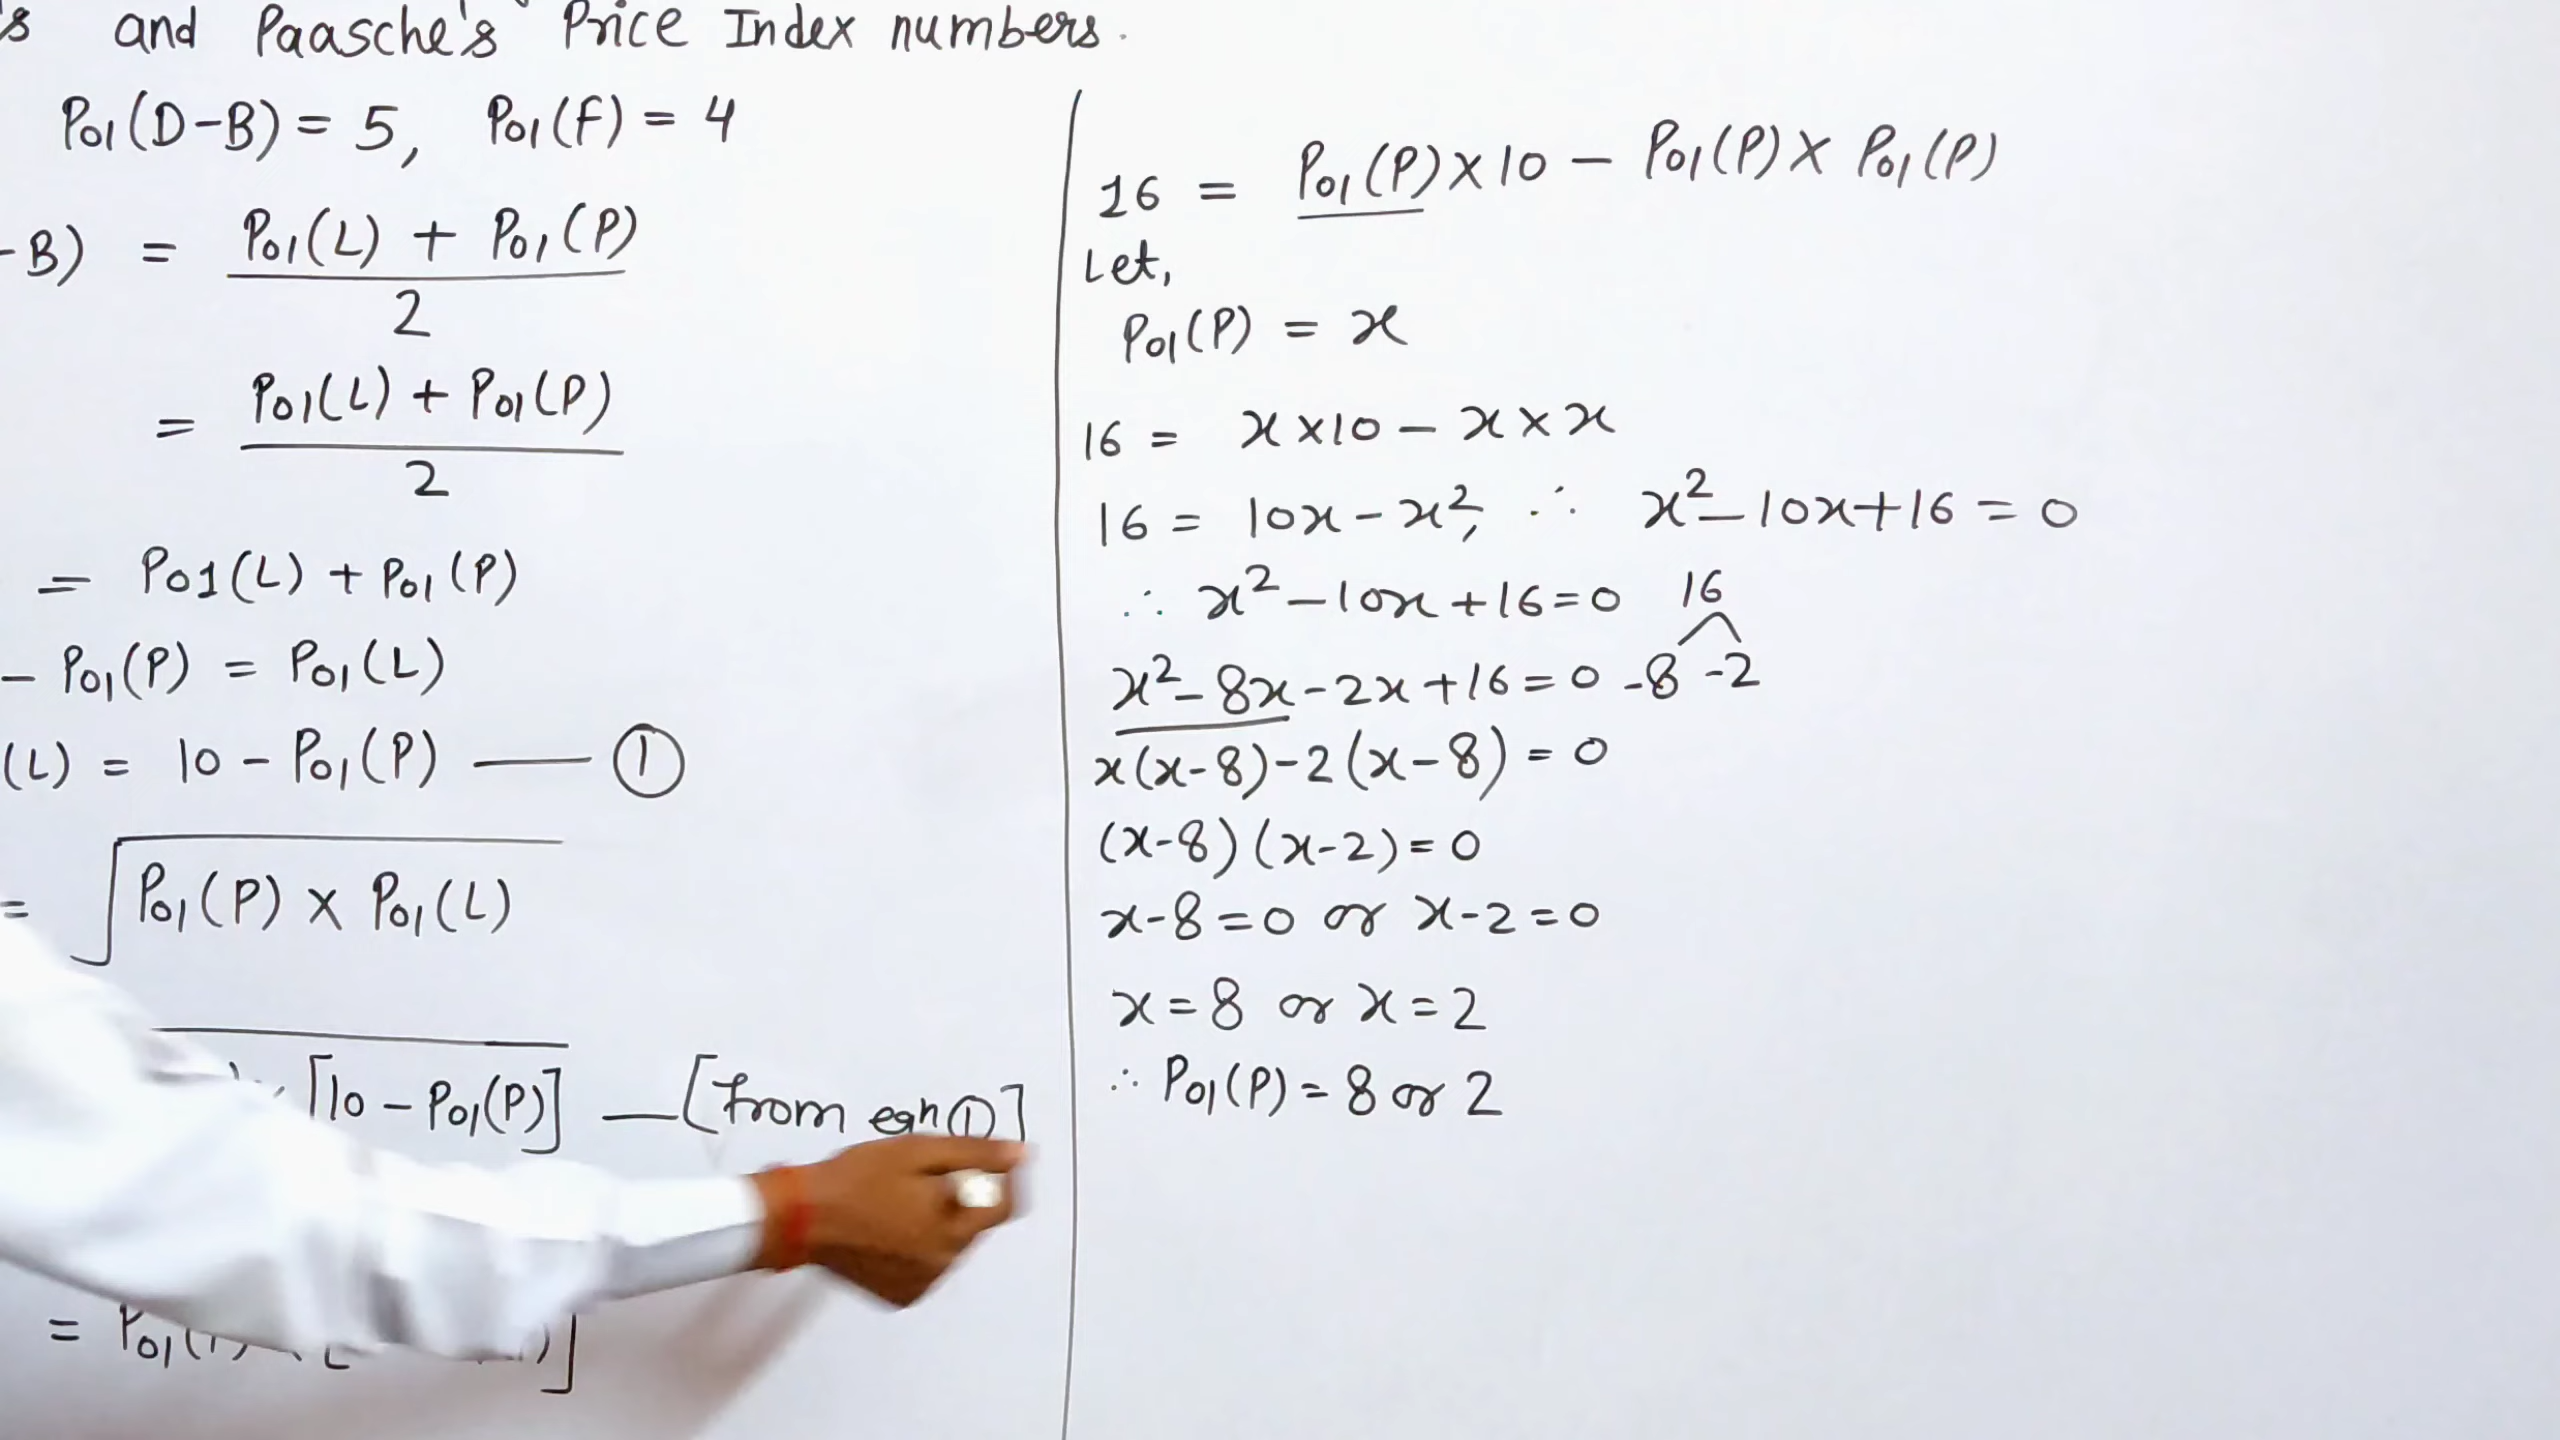 's and Paasche's Price Index numbers.
P01(D-B) = 5, P01(F) = 4
-B) = P01(L) + P01(P)
2
= P01(L) + P01(P)
2
= P01(L) + P01(P)
- P01(P) = P01(L)
(L) = 10 - P01(P) — ①
= √P01(P) × P01(L)
[10 - P01(P)] — [from eqn ①]
= P01
16 = P01(P) × 10 - P01(P) × P01(P)
Let,
P01(P) = x
16 = x × 10 - x × x
16 = 10x - x², ∴ x² - 10x + 16 = 0
∴ x² - 10x + 16 = 0 16
x² - 8x - 2x + 16 = 0 -8 -2
x(x-8) - 2(x-8) = 0
(x-8)(x-2) = 0
x-8=0 or x-2=0
x=8 or x=2
∴ P01(P) = 8 or 2